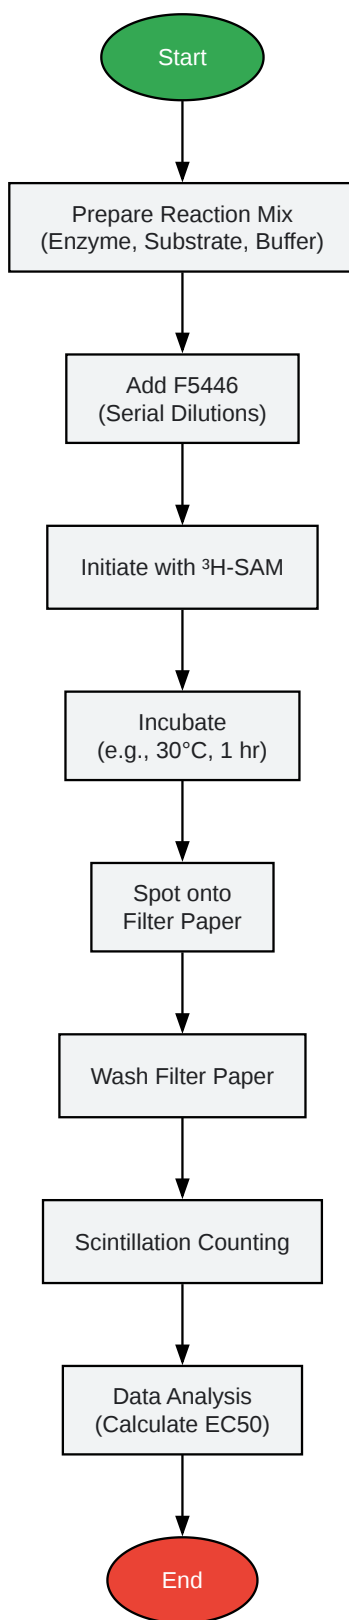 Start
Prepare Reaction Mix
(Enzyme, Substrate, Buffer)
Add F5446
(Serial Dilutions)
Initiate with ³H-SAM
Incubate
(e.g., 30°C, 1 hr)
Spot onto
Filter Paper
Wash Filter Paper
Scintillation Counting
Data Analysis
(Calculate EC50)
End